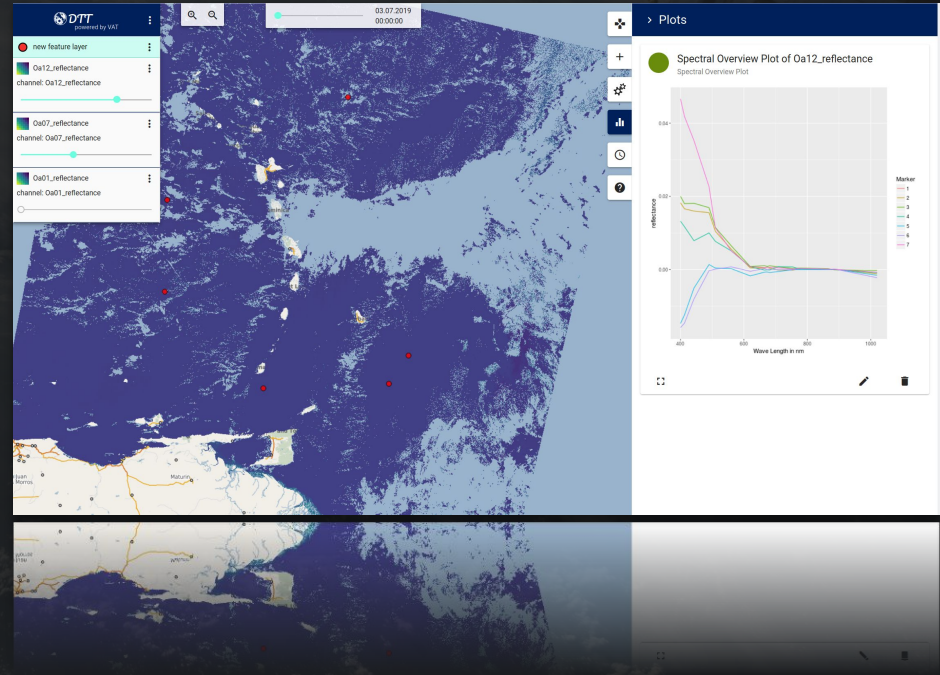 DTT
powered by VAT
new feature layer
Oa12_reflectance
channel: Oa12_reflectance
Oa07_reflectance
channel: Oa07_reflectance
Oa01_reflectance
channel: Oa01_reflectance
03.07.2019
00:00:00
Juan
Morros
Maturin
Plots
Spectral Overview Plot of Oa12_reflectance
Spectral Overview Plot
0.04
0.02
0.00
reflectance
400
600
800
1000
Wave Length in nm
Marker
1
2
3
4
5
6
7